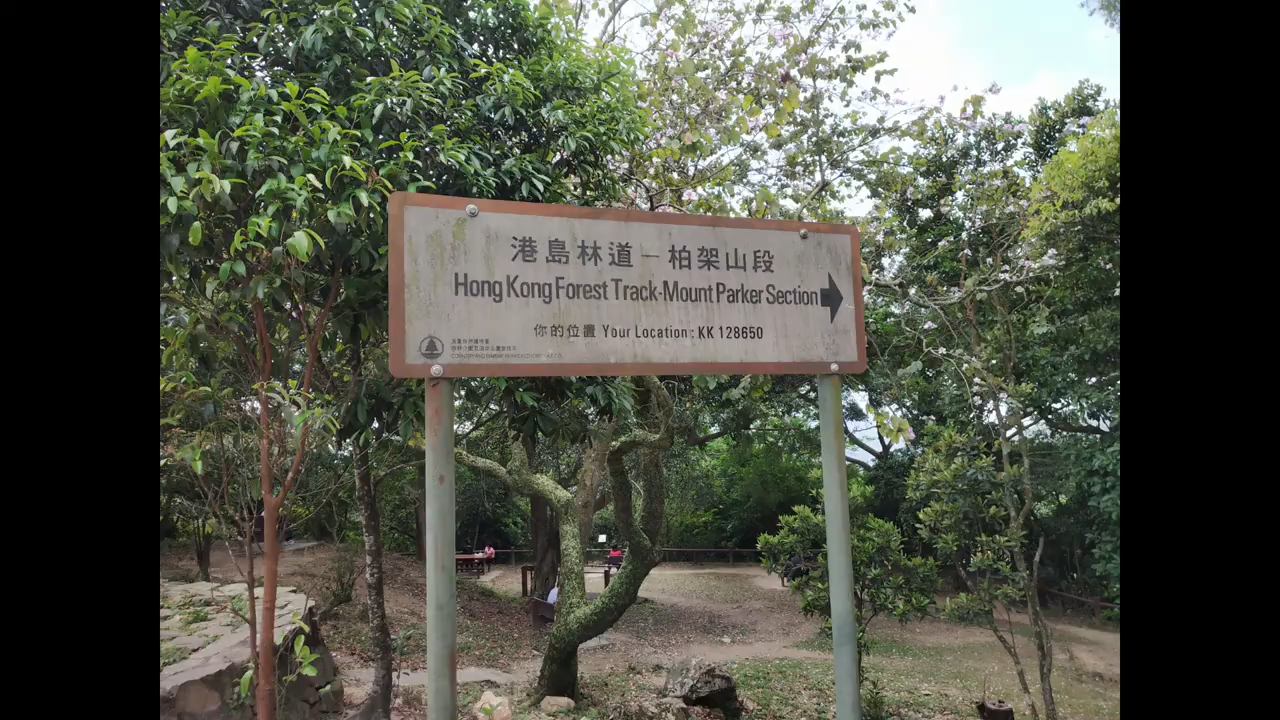 港島林道－柏架山段
Hong Kong Forest Track-Mount Parker Section
你的位置 Your Location: KK 128650